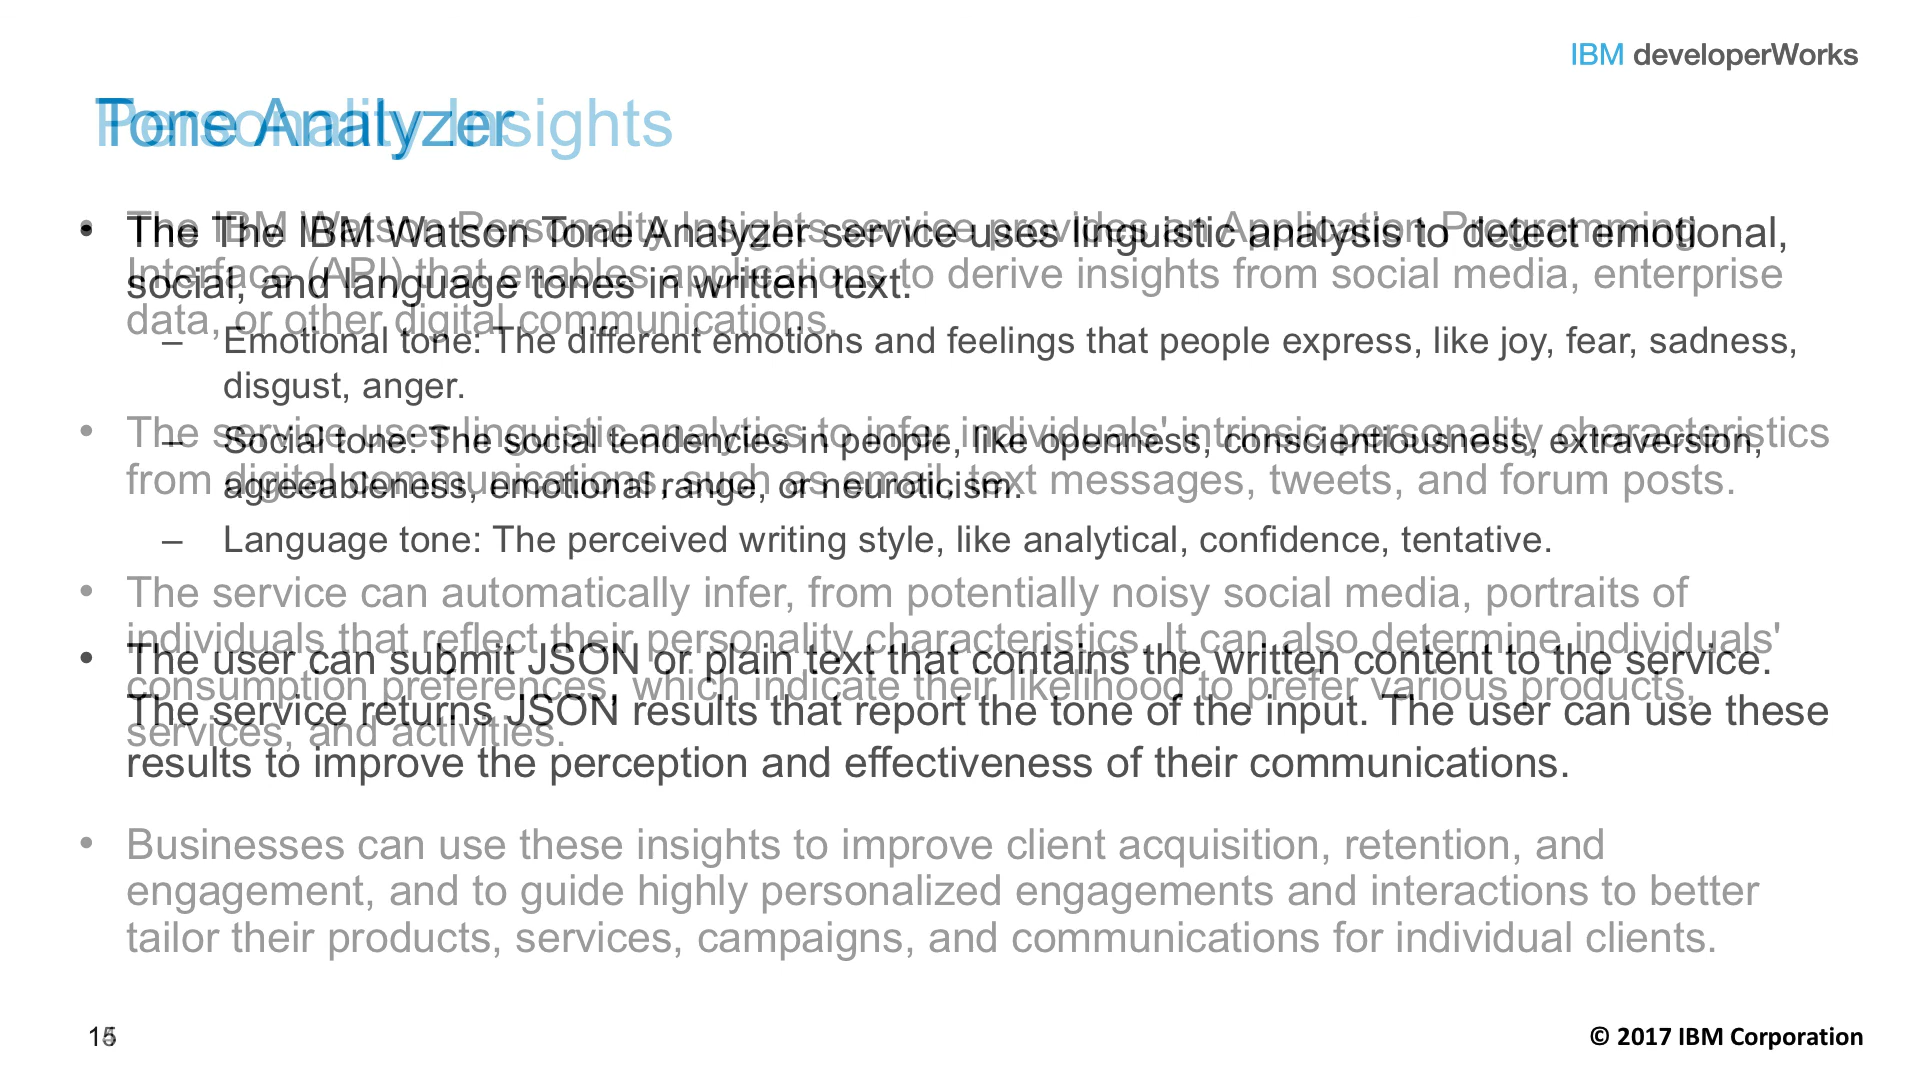 IBM developerWorks
Tone Analyzer
Personality Insights
• The The IBM Watson Tone Analyzer service uses linguistic analysis to detect emotional,
social, and language tones in written text.
– Emotional tone: The different emotions and feelings that people express, like joy, fear, sadness,
disgust, anger.
– Social tone: The social tendencies in people, like openness, conscientiousness, extraversion,
agreeableness, emotional range, or neuroticism.
– Language tone: The perceived writing style, like analytical, confidence, tentative.
• The user can submit JSON or plain text that contains the written content to the service.
The service returns JSON results that report the tone of the input. The user can use these
results to improve the perception and effectiveness of their communications.
• The IBM Watson Personality Insights service provides an Application Programming
Interface (API) that enables applications to derive insights from social media, enterprise
data, or other digital communications.
• The service uses linguistic analytics to infer individuals' intrinsic personality characteristics
from digital communications, such as email, text messages, tweets, and forum posts.
• The service can automatically infer, from potentially noisy social media, portraits of
individuals that reflect their personality characteristics. It can also determine individuals'
consumption preferences, which indicate their likelihood to prefer various products,
services, and activities.
• Businesses can use these insights to improve client acquisition, retention, and
engagement, and to guide highly personalized engagements and interactions to better
tailor their products, services, campaigns, and communications for individual clients.
© 2017 IBM Corporation